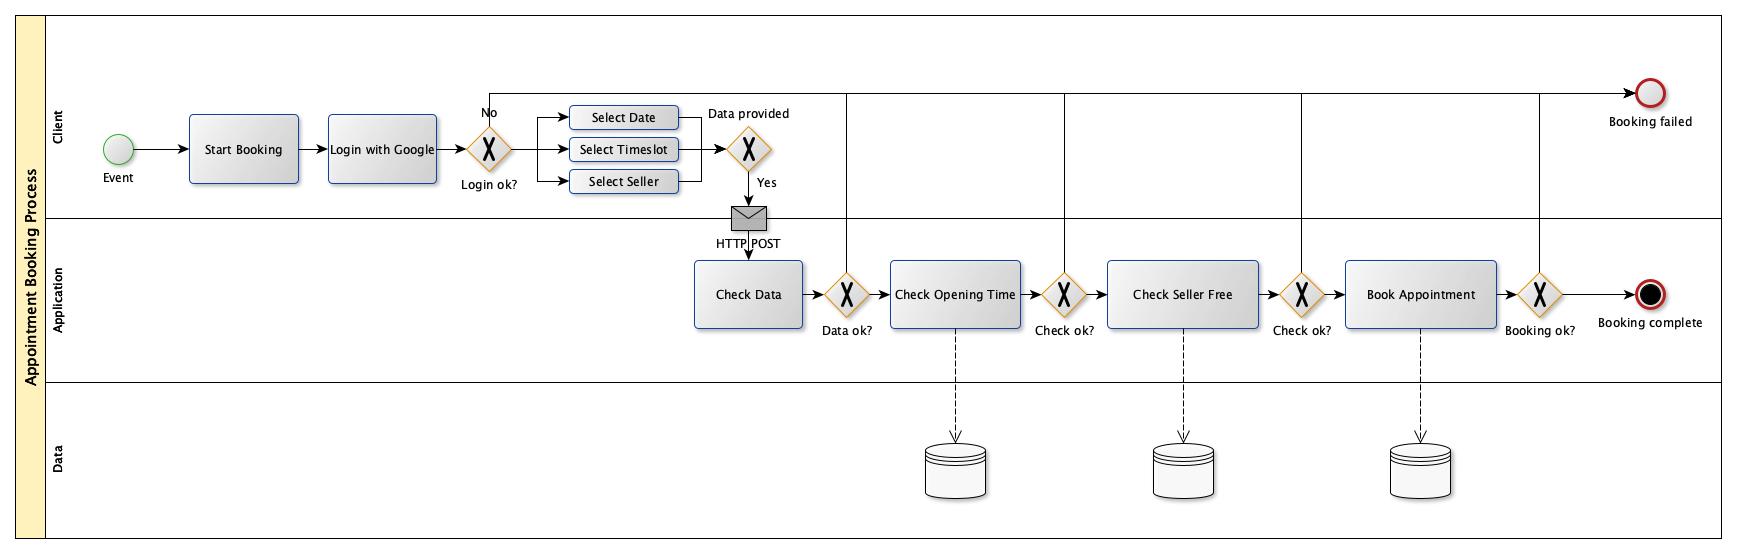 Appointment Booking Process
Client
No
Select Date
Data provided
Booking failed
Start Booking
Login with Google
Select Timeslot
Event
Login ok?
Select Seller
Yes
HTTP POST
Application
Check Data
Check Opening Time
Check Seller Free
Book Appointment
Data ok?
Check ok?
Check ok?
Booking ok?
Booking complete
Data